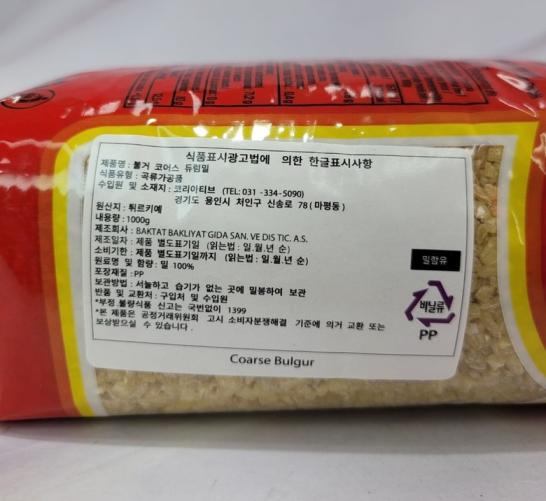 식품표시광고법에 의한 한글표시사항
제품명 : 불거 코어스 듀럼밀
식품유형 : 곡류가공품
수입원 및 소재지 : 코리아티브 (TEL: 031 -334-5090)
경기도 용인시 처인구 신송로 78 ( 마평동 )
원산지 : 튀르키예
내용량 : 1000g
제조회사 : BAKTAT BAKLIYAT GIDA SAN. VE DIS TIC. A.S.
제조일자 : 제품 별도표기일 (읽는법 : 일.월.년 순)
소비기한 : 제품 별도표기일까지 (읽는법 : 일.월.년 순)
원료명 및 함량 : 밀 100%
포장재질 : PP
보관방법 : 서늘하고 습기가 없는 곳에 밀봉하여 보관
반품 및 교환처 : 구입처 및 수입원
*부정.불량식품 신고는 국번없이 1399
*본 제품은 공정거래위원회 고시 소비자분쟁해결 기준에 의거 교환 또는
보상받으실 수 있습니다.
밀함유
비닐류
PP
Coarse Bulgur